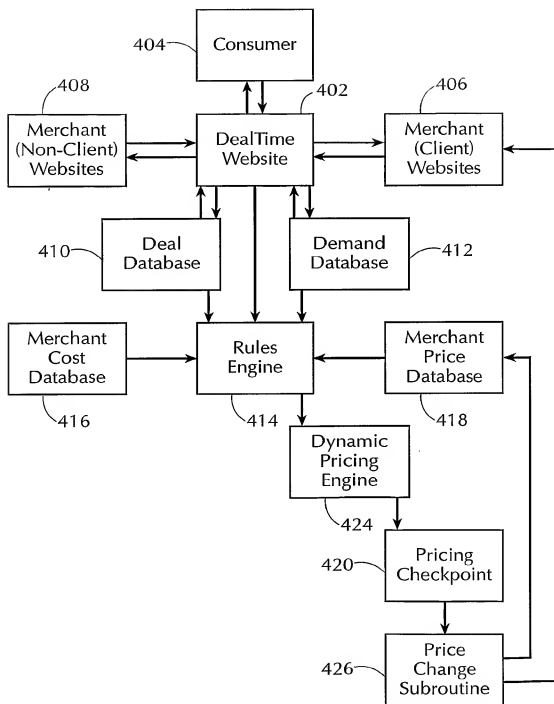 404
Consumer
408
402
406
Merchant
(Non-Client)
Websites
DealTime
Website
Merchant
(Client)
Websites
410
Deal
Database
Demand
Database
412
Merchant
Cost
Database
Rules
Engine
Merchant
Price
Database
416
414
418
Dynamic
Pricing
Engine
424
420
Pricing
Checkpoint
426
Price
Change
Subroutine